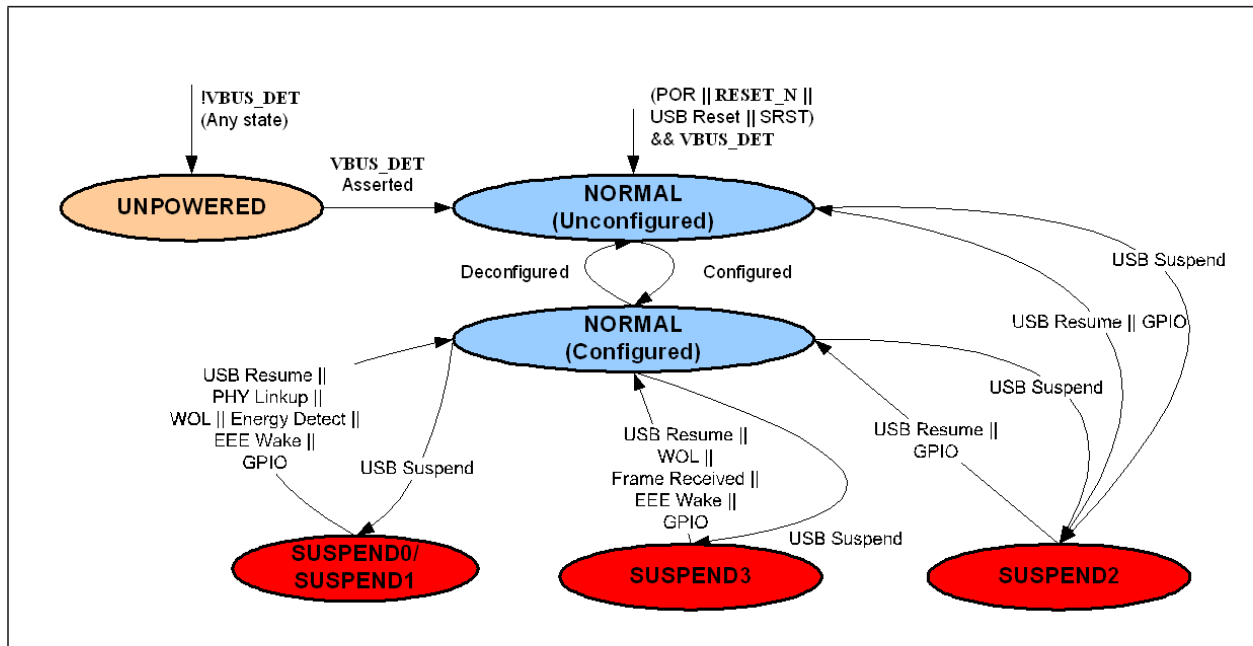 !VBUS_DET
(Any state)
(POR || RESET_N ||
USB Reset || SRST)
&& VBUS_DET
VBUS_DET
Asserted
UNPOWERED
NORMAL
(Unconfigured)
Deconfigured
Configured
USB Suspend
USB Resume || GPIO
NORMAL
(Configured)
USB Resume ||
PHY Linkup ||
WOL || Energy Detect ||
EEE Wake ||
GPIO
USB Suspend
USB Resume ||
WOL ||
Frame Received ||
EEE Wake ||
GPIO
USB Suspend
USB Resume ||
GPIO
USB Suspend
SUSPEND0/
SUSPEND1
SUSPEND3
SUSPEND2